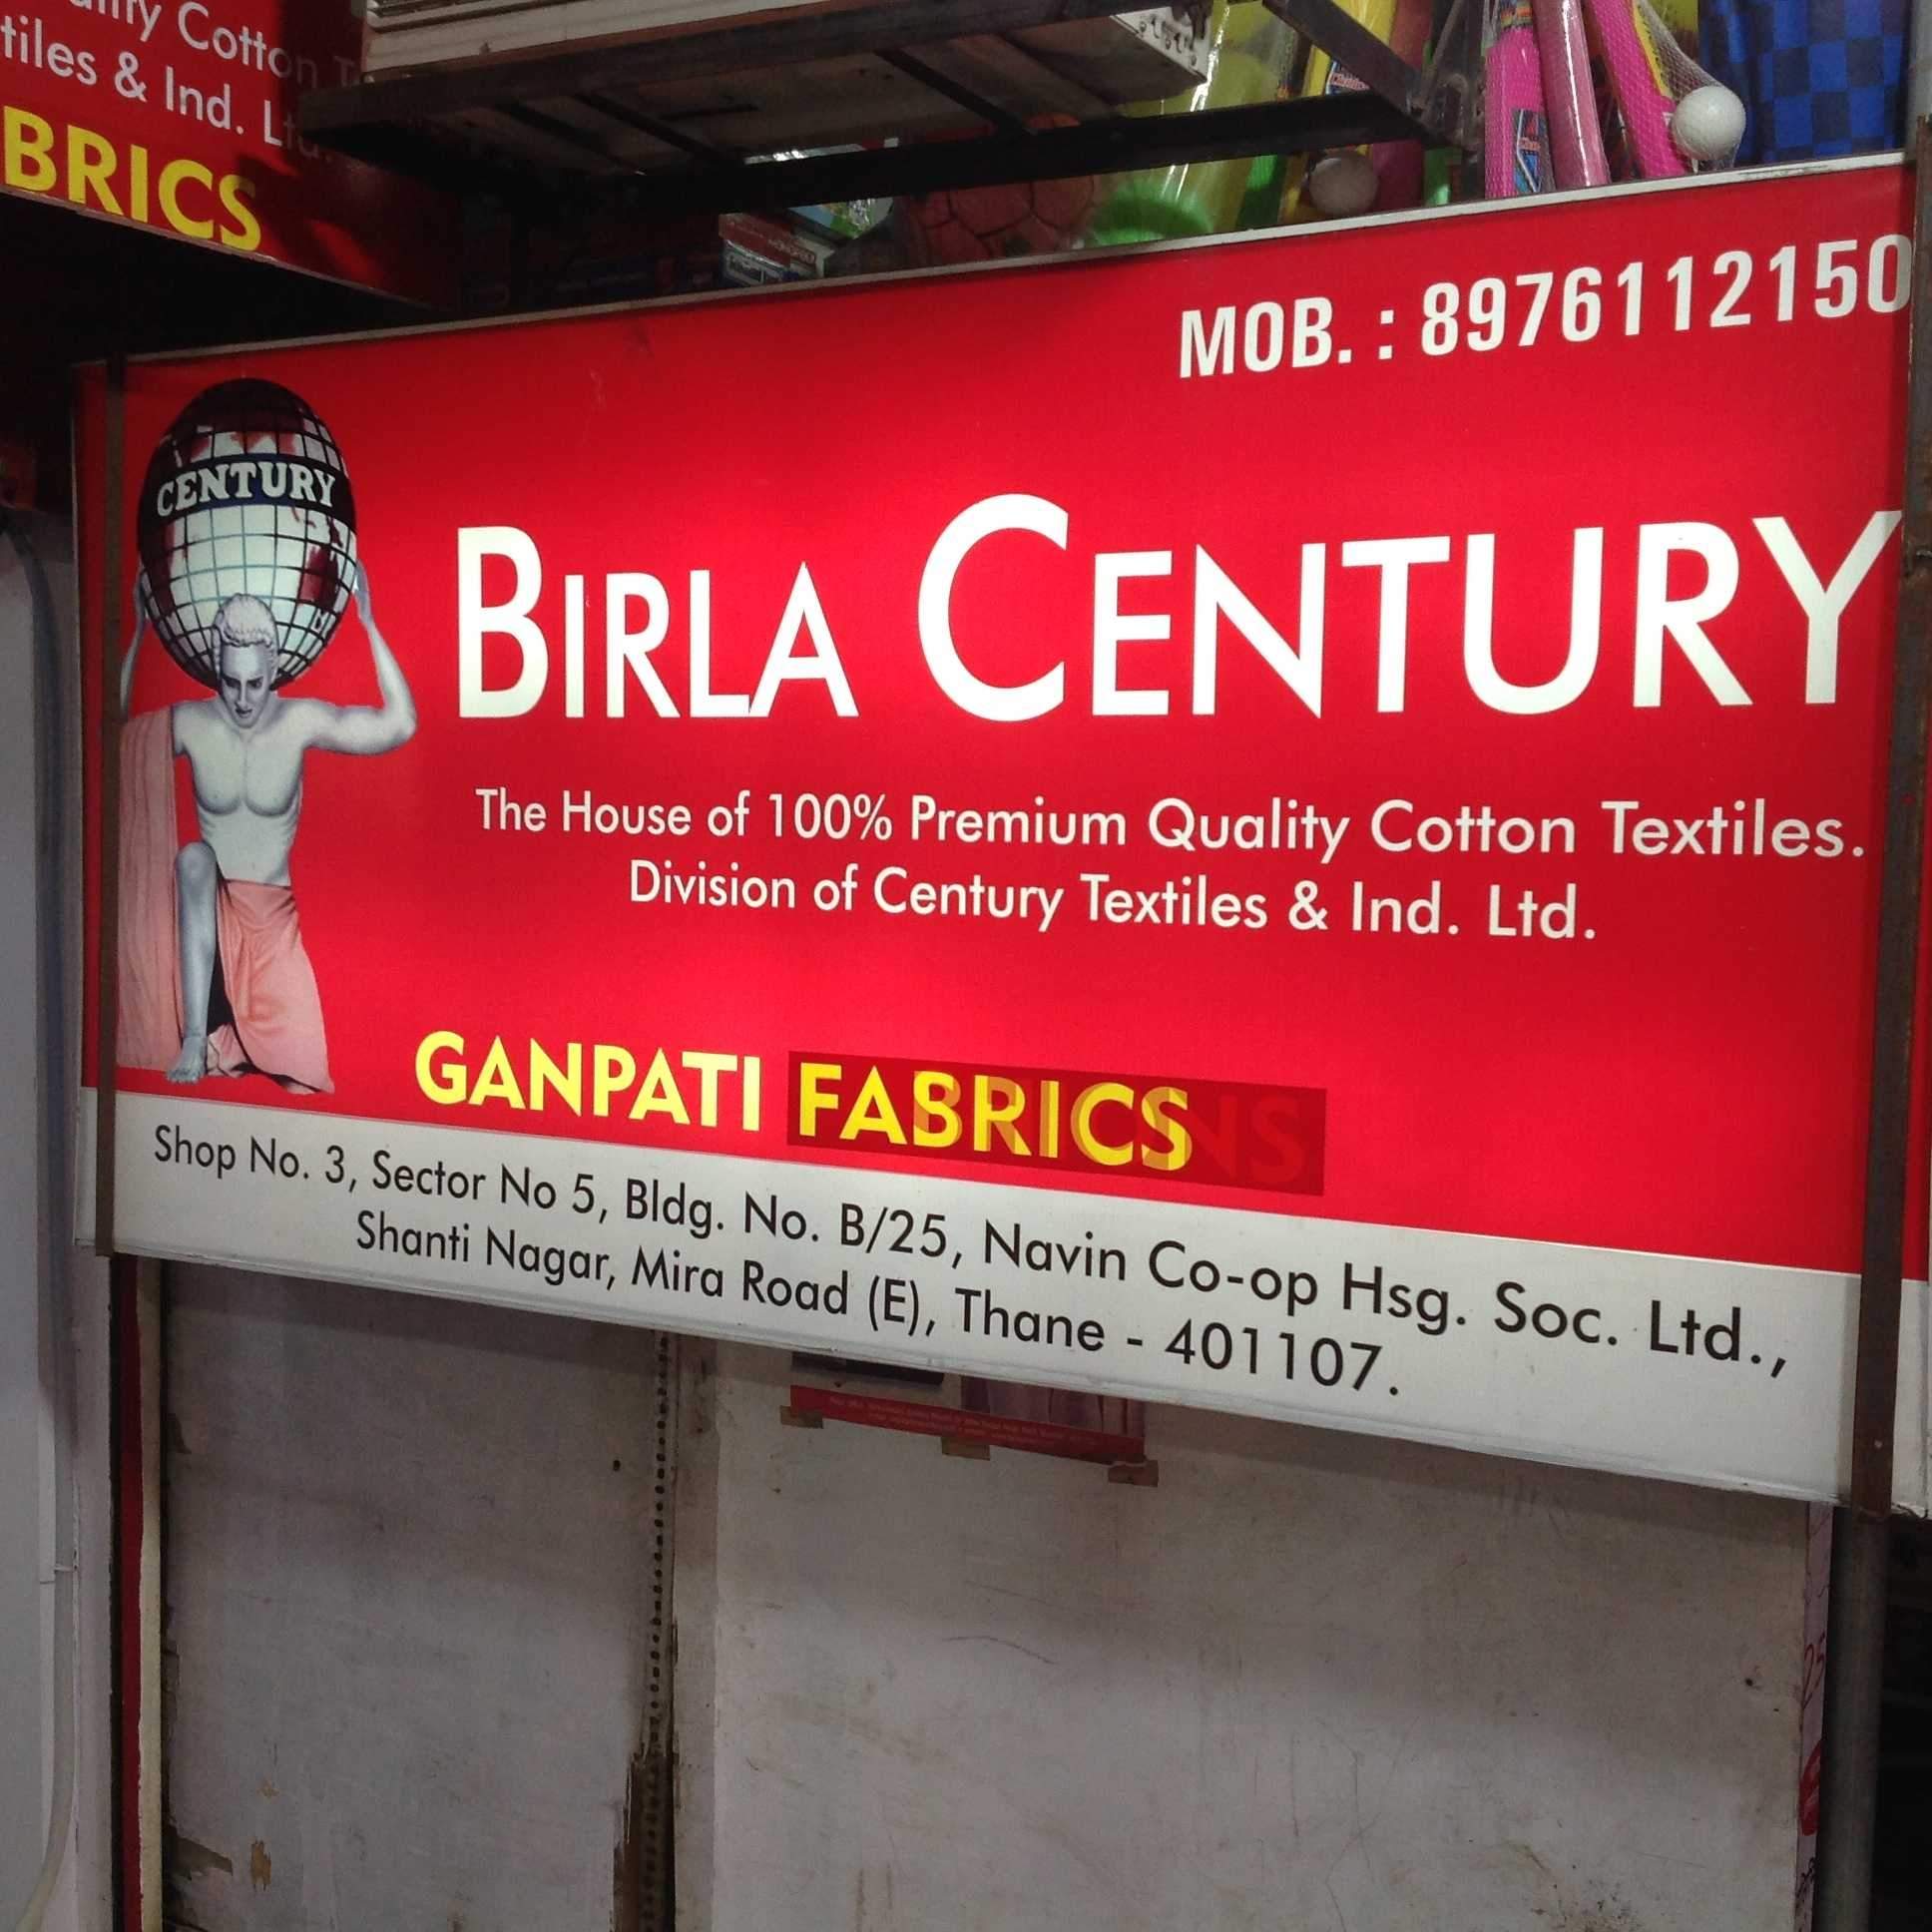 lity Cotton T
tiles & Ind. Ltd.
BRICS
MOB. : 8976112150
CENTURY
BIRLA CENTURY
The House of 100% Premium Quality Cotton Textiles.
Division of Century Textiles & Ind. Ltd.
GANPATI FABRICS
Shop No. 3, Sector No 5, Bldg. No. B/25, Navin Co-op Hsg. Soc. Ltd.,
Shanti Nagar, Mira Road (E), Thane - 401107.